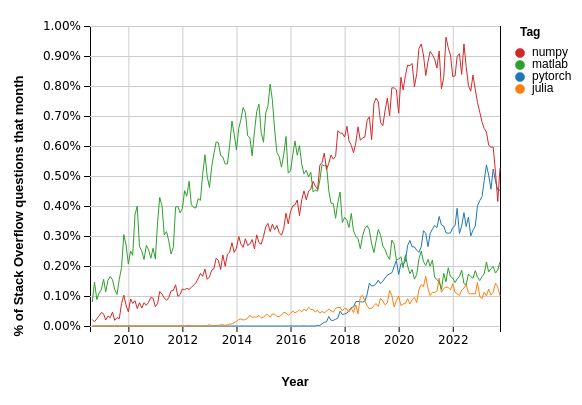 % of Stack Overflow questions that month
1.00%
0.90%
0.80%
0.70%
0.60%
0.50%
0.40%
0.30%
0.20%
0.10%
0.00%
2010 2012 2014 2016 2018 2020 2022
Year
Tag
numpy
matlab
pytorch
julia